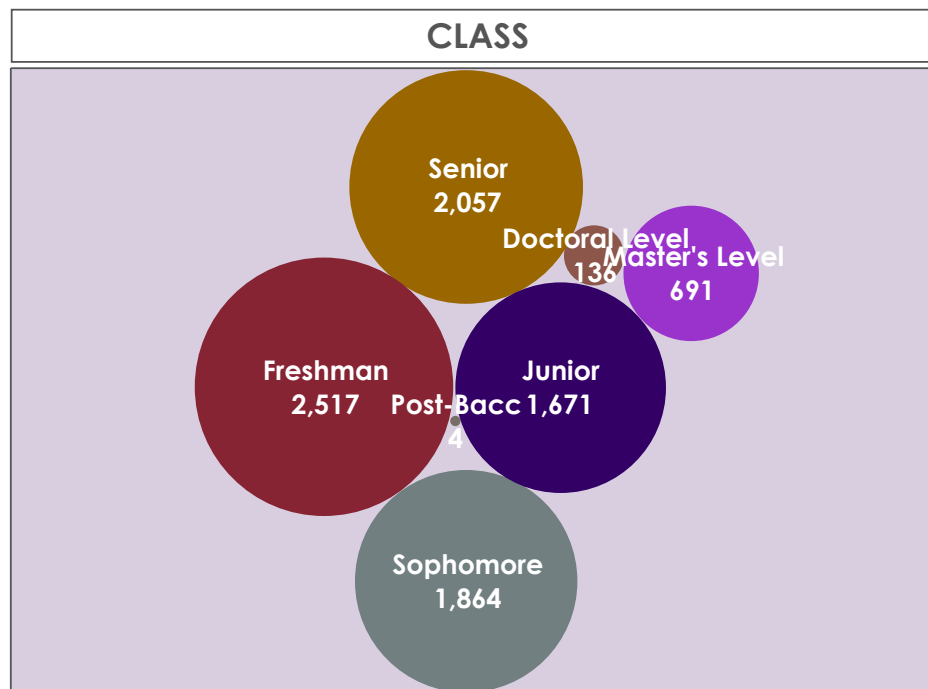 CLASS
Senior
2,057
Doctoral Level
136
Master's Level
691
Freshman
2,517
Post-Bacc
4
Junior
1,671
Sophomore
1,864